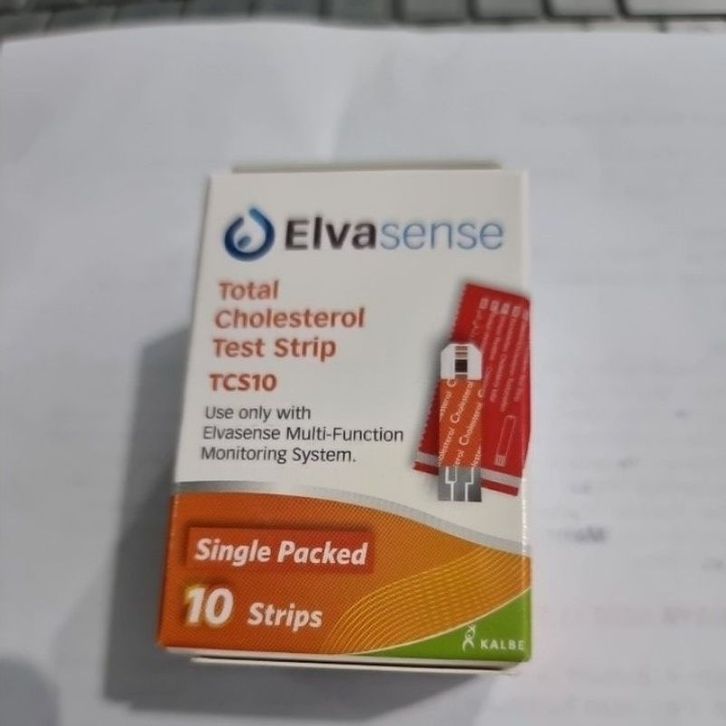 Elvasense
Total
Cholesterol
Test Strip
TCS10
Use only with
Elvasense Multi-Function
Monitoring System.
Cholesterol
Single Packed
10 Strips
KALBE